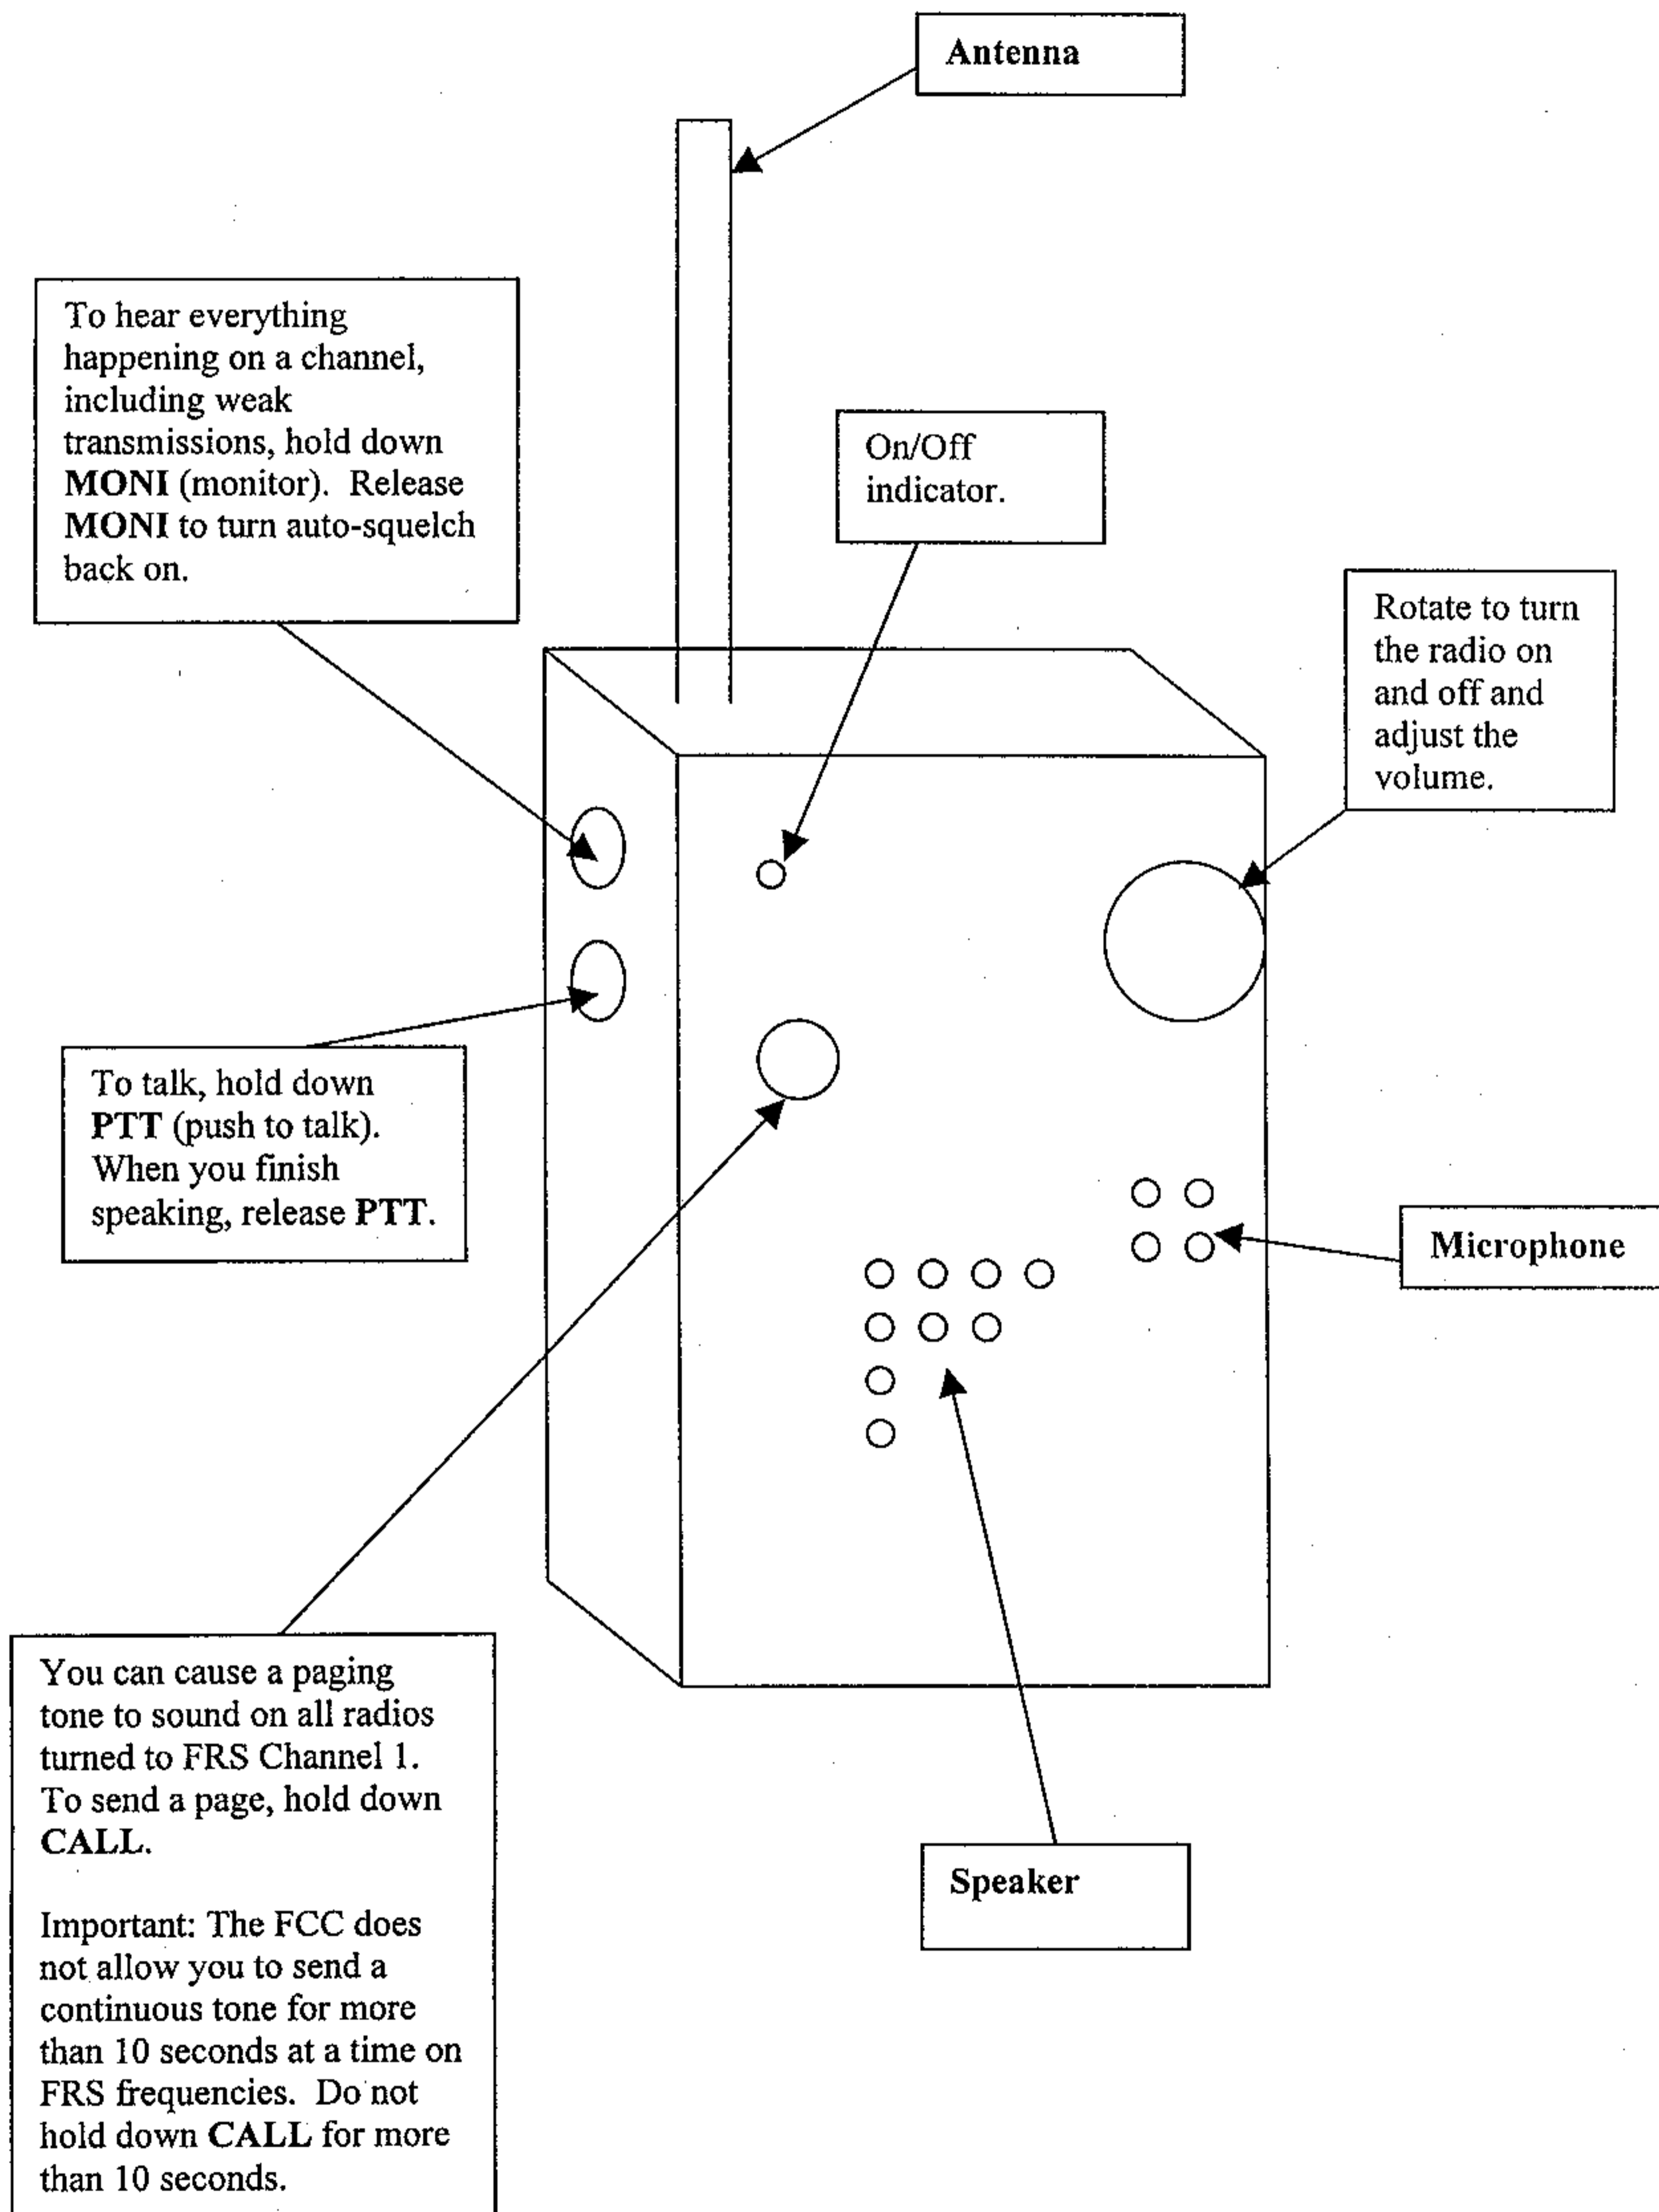 Antenna
To hear everything
happening on a channel,
including weak
transmissions, hold down
MONI (monitor).  Release
MONI to turn auto-squelch
back on.
On/Off
indicator.
Rotate to turn
the radio on
and off and
adjust the
volume.
To talk, hold down
PTT (push to talk).
When you finish
speaking, release PTT.
Microphone
You can cause a paging
tone to sound on all radios
turned to FRS Channel 1.
To send a page, hold down
CALL.
Important: The FCC does
not allow you to send a
continuous tone for more
than 10 seconds at a time on
FRS frequencies.  Do not
hold down CALL for more
than 10 seconds.
Speaker